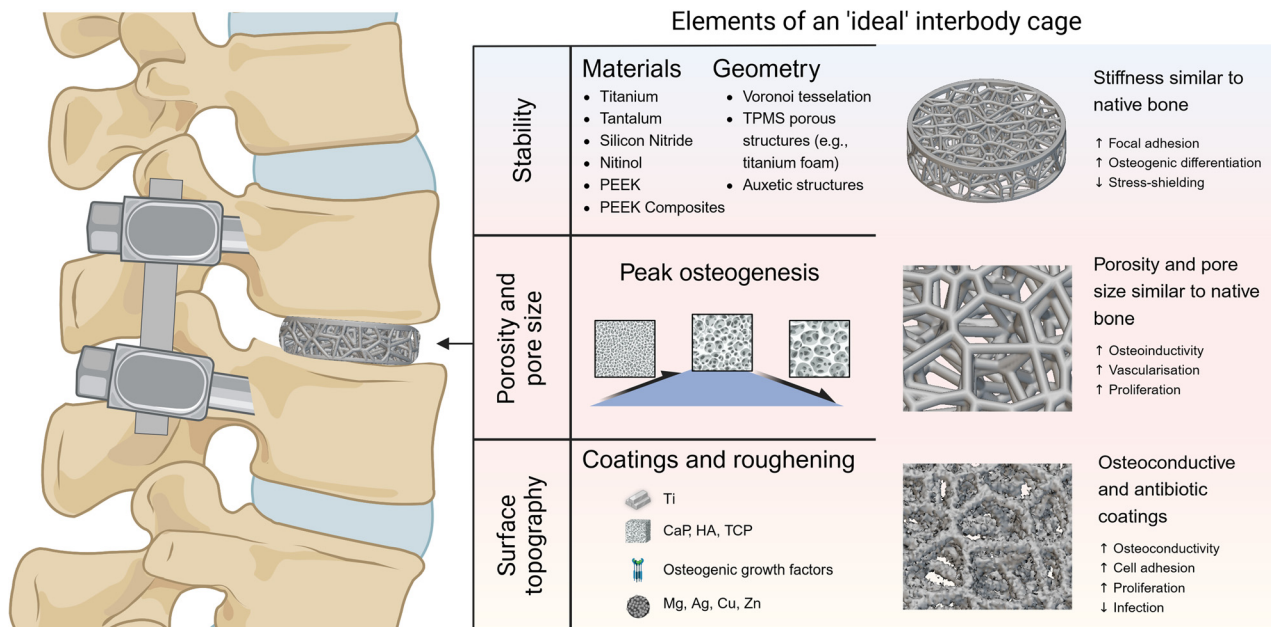 Elements of an 'ideal' interbody cage
Stability
Materials
• Titanium
• Tantalum
• Silicon Nitride
• Nitinol
• PEEK
• PEEK Composites
Geometry
• Voronoi tesselation
• TPMS porous
structures (e.g.,
titanium foam)
• Auxetic structures
Stiffness similar to
native bone
↑ Focal adhesion
↑ Osteogenic differentiation
↓ Stress-shielding
Porosity and
pore size
Peak osteogenesis
Porosity and pore
size similar to native
bone
↑ Osteoinductivity
↑ Vascularisation
↑ Proliferation
Surface
topography
Coatings and roughening
Ti
CaP, HA, TCP
Osteogenic growth factors
Mg, Ag, Cu, Zn
Osteoconductive
and antibiotic
coatings
↑ Osteoconductivity
↑ Cell adhesion
↑ Proliferation
↓ Infection